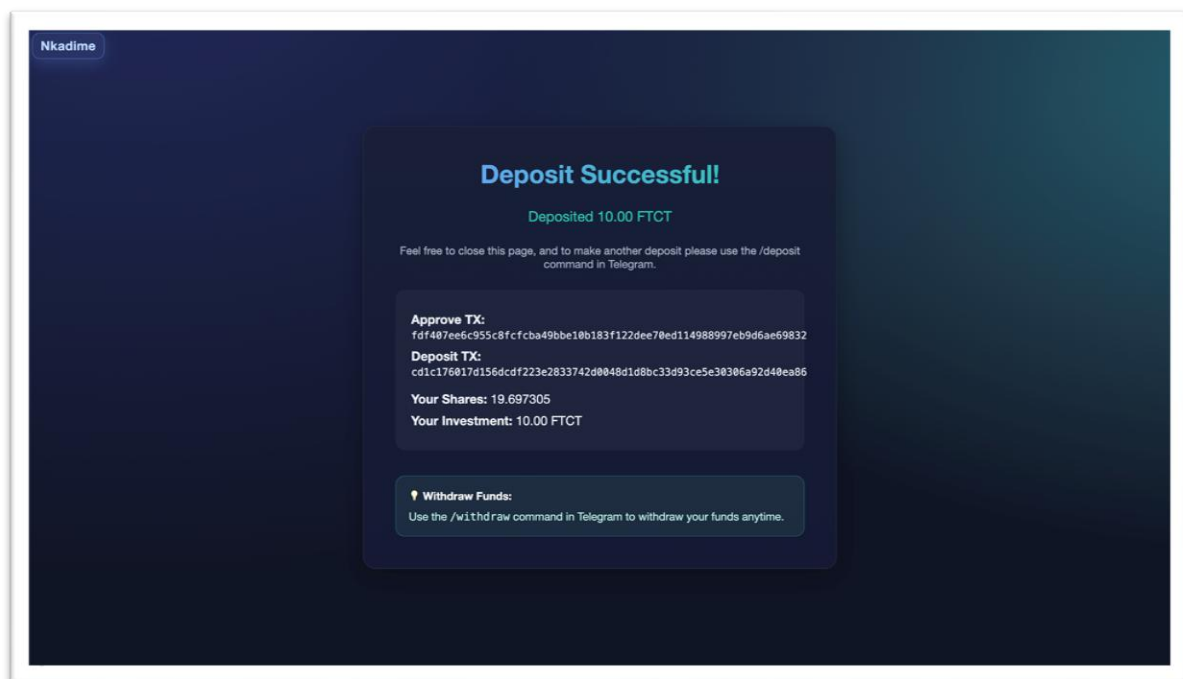 Nkadime
Deposit Successful!
Deposited 10.00 FTCT
Feel free to close this page, and to make another deposit please use the /deposit
command in Telegram.
Approve TX:
fdf407ee6c955c8fcfcba49bbe10b183f122dee70ed114988997eb9d6ae69832
Deposit TX:
cd1c176017d156dcdf223e2833742d0048d1d8bc33d93ce5e30306a92d40ea86
Your Shares: 19.697305
Your Investment: 10.00 FTCT
Withdraw Funds:
Use the /withdraw command in Telegram to withdraw your funds anytime.